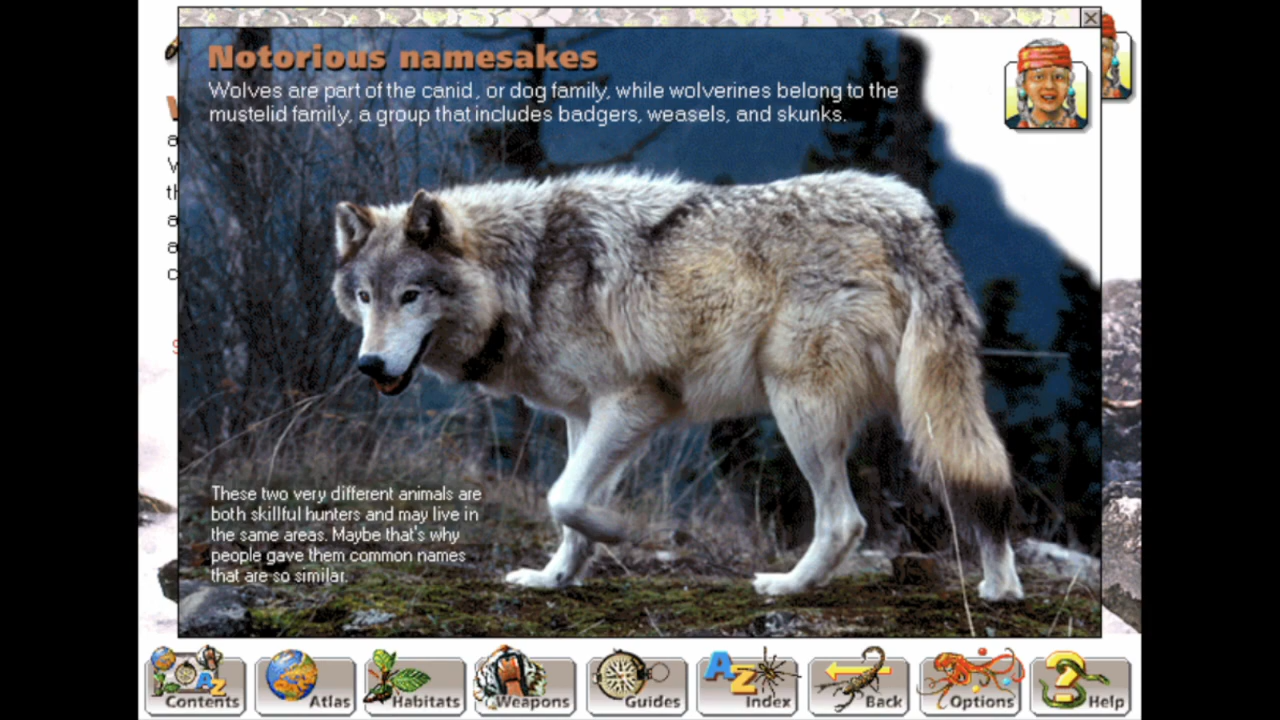 Notorious namesakes
Wolves are part of the canid, or dog family, while wolverines belong to the
mustelid family, a group that includes badgers, weasels, and skunks.
These two very different animals are
both skillful hunters and may live in
the same areas. Maybe that's why
people gave them common names
that are so similar.
Contents
Atlas
Habitats
Weapons
Guides
A Z Index
Back
Options
? Help